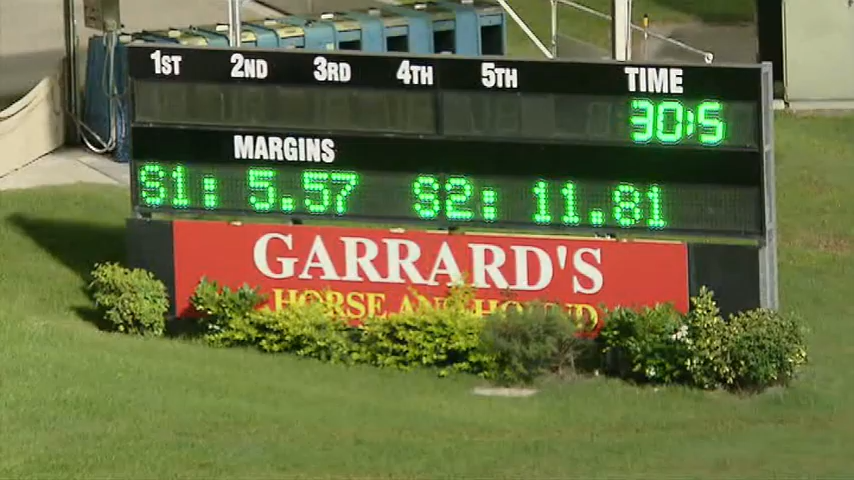 1ST 2ND 3RD 4TH 5TH TIME
30:5
MARGINS
S1: 5.57 S2: 11.81
GARRARD'S
HORSE AND HOUND